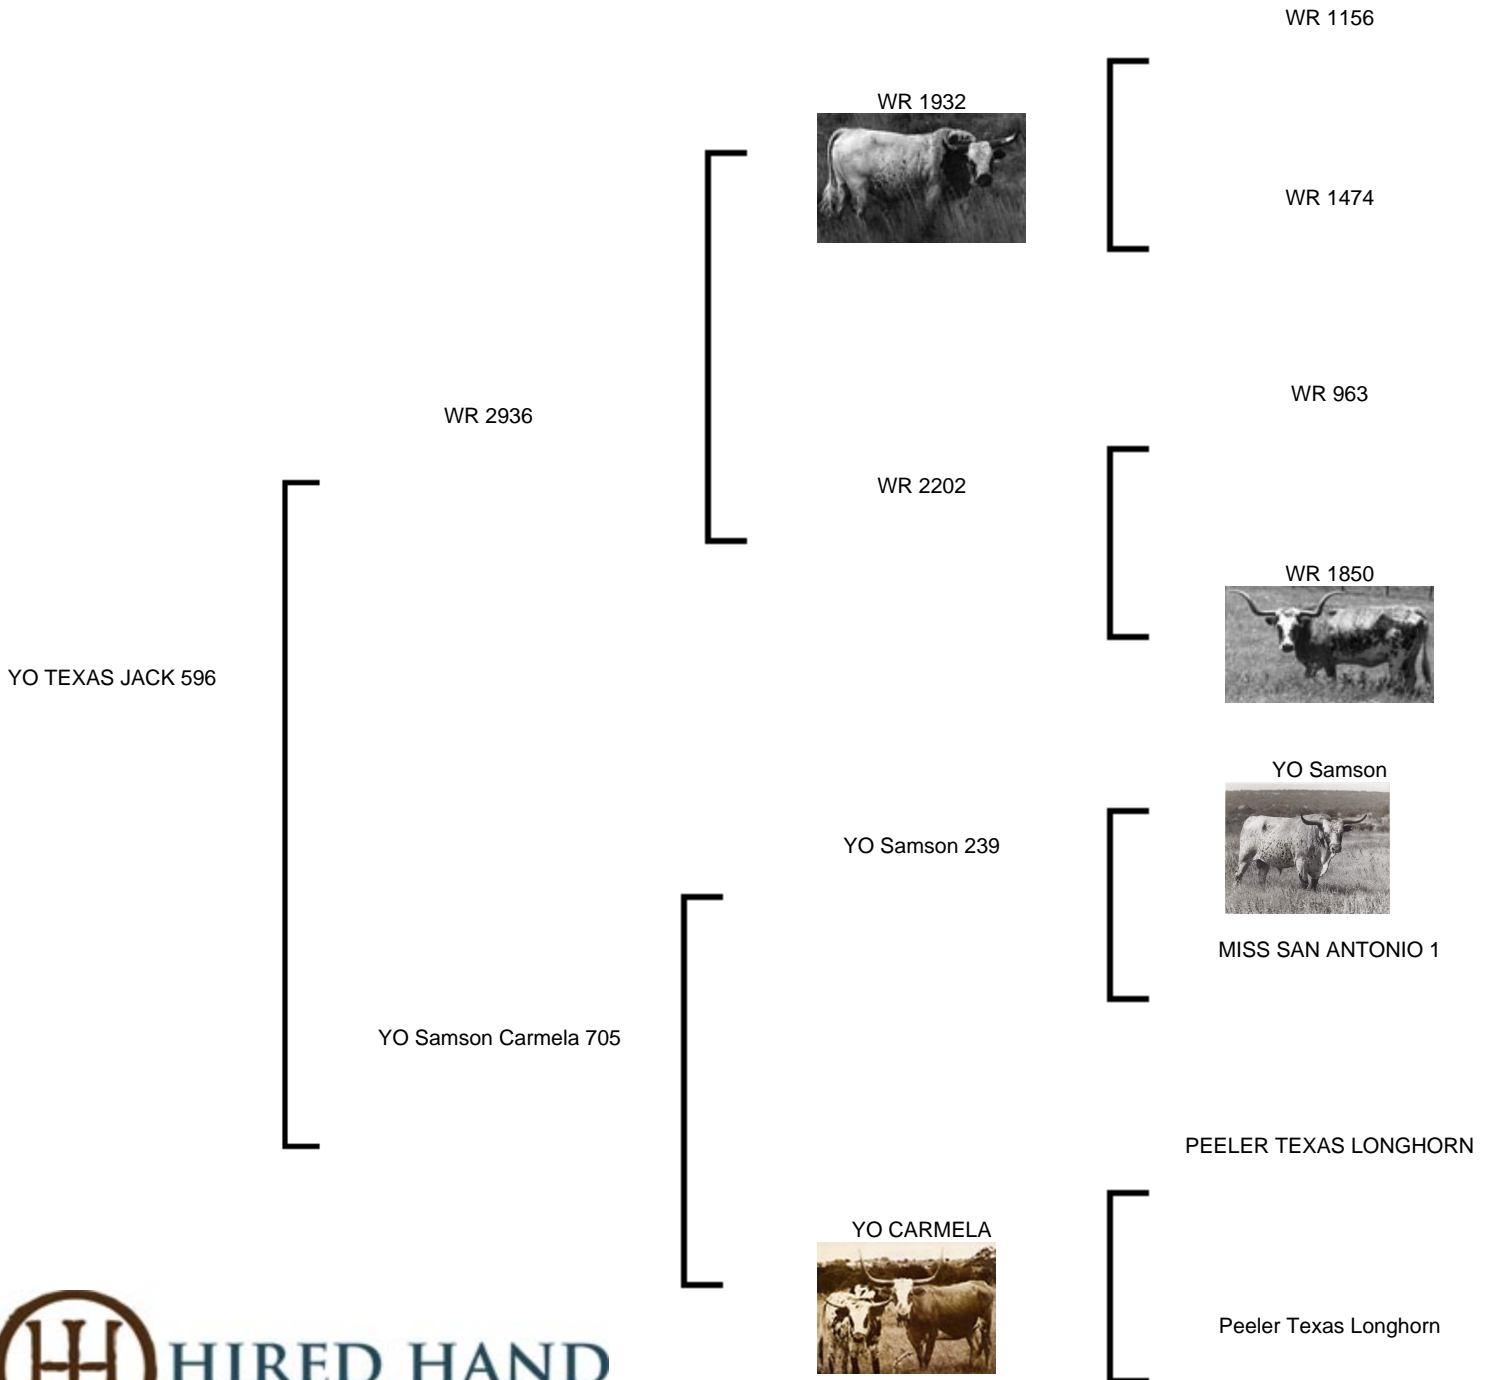 WR 1156
WR 1932
WR 1474
WR 963
WR 2936
WR 2202
WR 1850
YO TEXAS JACK 596
YO Samson
YO Samson 239
MISS SAN ANTONIO 1
YO Samson Carmela 705
PEELER TEXAS LONGHORN
YO CARMELA
Peeler Texas Longhorn
HIRED HAND